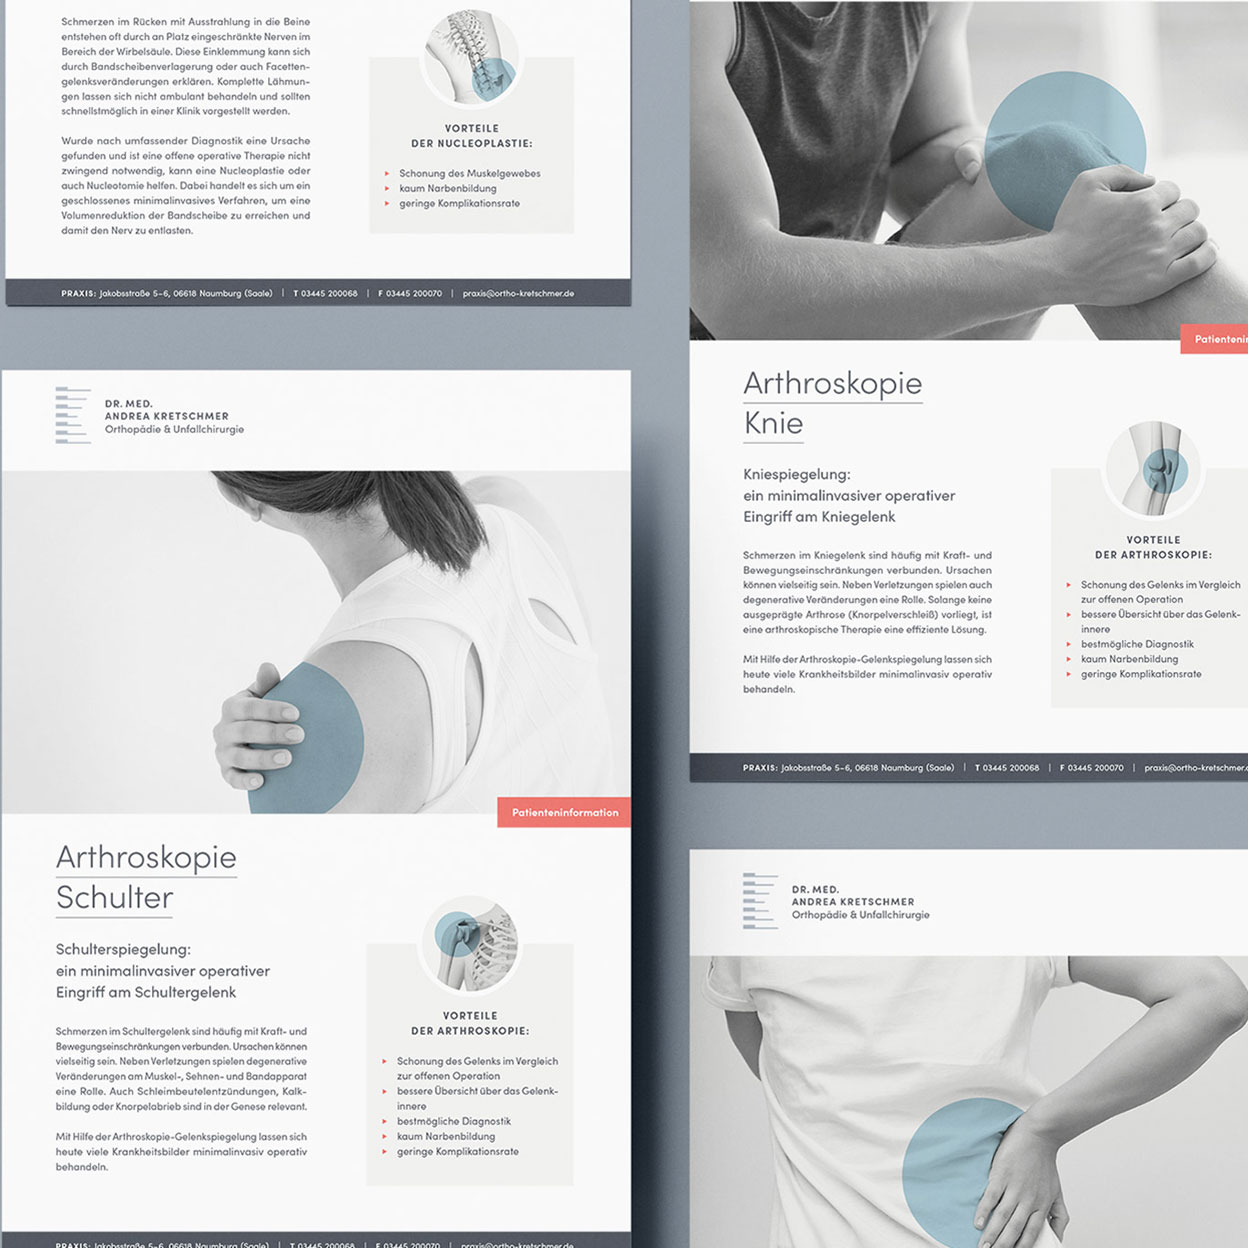 Schmerzen im Rücken mit Ausstrahlung in die Beine
entstehen oft durch an Platz eingeschränkte Nerven im
Bereich der Wirbelsäule. Diese Einklemmung kann sich
durch Bandscheibenverlagerung oder auch Facetten-
gelenksveränderungen erklären. Komplette Lähmun-
gen lassen sich nicht ambulant behandeln und sollten
schnellstmöglich in einer Klinik vorgestellt werden.
Wurde nach umfassender Diagnostik eine Ursache
gefunden und ist eine offene operative Therapie nicht
zwingend notwendig, kann eine Nucleoplastie oder
auch Nucleotomie helfen. Dabei handelt es sich um ein
geschlossenes minimalinvasives Verfahren, um eine
Volumenreduktion der Bandscheibe zu erreichen und
damit den Nerv zu entlasten.
VORTEILE
DER NUCLEOPLASTIE:
Schonung des Muskelgewebes
kaum Narbenbildung
geringe Komplikationsrate
PRAXIS: Jakobsstraße 5–6, 06618 Naumburg (Saale) | T 03445 200068 | F 03445 200070 | praxis@ortho-kretschmer.de
DR. MED.
ANDREA KRETSCHMER
Orthopädie & Unfallchirurgie
Patienteninformation
Arthroskopie
Schulter
Schulterspiegelung:
ein minimalinvasiver operativer
Eingriff am Schultergelenk
Schmerzen im Schultergelenk sind häufig mit Kraft- und
Bewegungseinschränkungen verbunden. Ursachen können
vielseitig sein. Neben Verletzungen spielen degenerative
Veränderungen am Muskel-, Sehnen- und Bandapparat
eine Rolle. Auch Schleimbeutelentzündungen, Kalk-
bildung oder Knorpelabrieb sind in der Genese relevant.
Mit Hilfe der Arthroskopie-Gelenkspiegelung lassen sich
heute viele Krankheitsbilder minimalinvasiv operativ
behandeln.
VORTEILE
DER ARTHROSKOPIE:
Schonung des Gelenks im Vergleich
zur offenen Operation
bessere Übersicht über das Gelenk-
innere
bestmögliche Diagnostik
kaum Narbenbildung
geringe Komplikationsrate
PRAXIS: Jakobsstraße 5–6, 06618 Naumburg (Saale) | T 03445 200068 | F 03445 200070 | praxis@ortho-kretschmer.de
Patientenin
Arthroskopie
Knie
Kniespiegelung:
ein minimalinvasiver operativer
Eingriff am Kniegelenk
Schmerzen im Kniegelenk sind häufig mit Kraft- und
Bewegungseinschränkungen verbunden. Ursachen
können vielseitig sein. Neben Verletzungen spielen auch
degenerative Veränderungen eine Rolle. Solange keine
ausgeprägte Arthrose (Knorpelverschleiß) vorliegt, ist
eine arthroskopische Therapie eine effiziente Lösung.
Mit Hilfe der Arthroskopie-Gelenkspiegelung lassen sich
heute viele Krankheitsbilder minimalinvasiv operativ
behandeln.
VORTEILE
DER ARTHROSKOPIE:
Schonung des Gelenks im Vergleich
zur offenen Operation
bessere Übersicht über das Gelenk-
innere
bestmögliche Diagnostik
kaum Narbenbildung
geringe Komplikationsrate
PRAXIS: Jakobsstraße 5–6, 06618 Naumburg (Saale) | T 03445 200068 | F 03445 200070 | praxis@ortho-kretschmer.
DR. MED.
ANDREA KRETSCHMER
Orthopädie & Unfallchirurgie